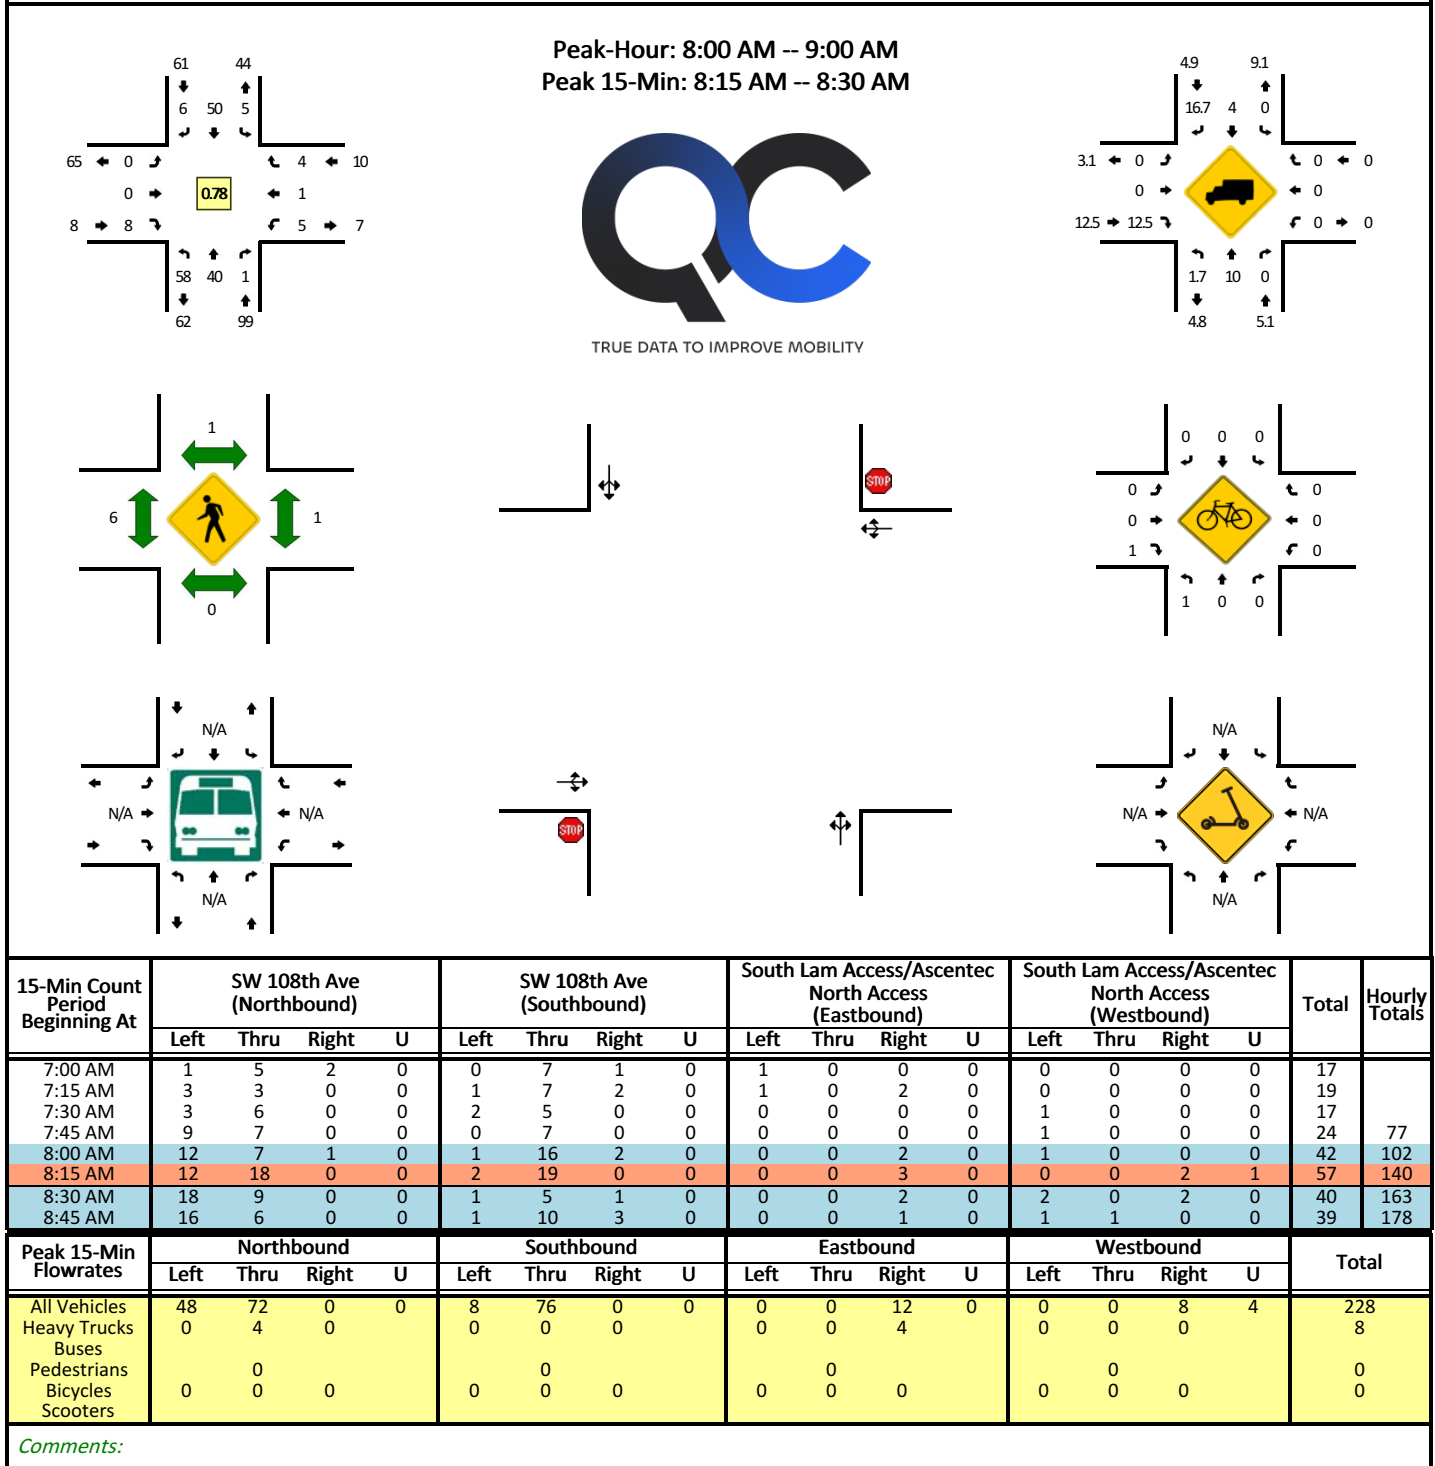 Peak-Hour: 8:00 AM -- 9:00 AM
Peak 15-Min: 8:15 AM -- 8:30 AM
61 44
6 50 5
65 0 4 10
0 0.78 1
8 8 5 7
58 40 1
62 99
QC
TRUE DATA TO IMPROVE MOBILITY
4.9 9.1
16.7 4 0
3.1 0 0 0
0 0
12.5 12.5 0 0
1.7 10 0
4.8 5.1
1
6 1
0
STOP
STOP
0 0 0
0 0
0 0
1 0
1 0 0
N/A
N/A N/A
N/A
N/A
N/A N/A
N/A
15-Min Count Period Beginning At SW 108th Ave (Northbound) SW 108th Ave (Southbound) South Lam Access/Ascentec North Access (Eastbound) South Lam Access/Ascentec North Access (Westbound) Total Hourly Totals
Left Thru Right U Left Thru Right U Left Thru Right U Left Thru Right U
7:00 AM 1 5 2 0 0 7 1 0 1 0 0 0 0 0 0 0 17
7:15 AM 3 3 0 0 1 7 2 0 1 0 2 0 0 0 0 0 19
7:30 AM 3 6 0 0 2 5 0 0 0 0 0 0 1 0 0 0 17
7:45 AM 9 7 0 0 0 7 0 0 0 0 0 0 1 0 0 0 24 77
8:00 AM 12 7 1 0 1 16 2 0 0 0 2 0 1 0 0 0 42 102
8:15 AM 12 18 0 0 2 19 0 0 0 0 3 0 0 0 2 1 57 140
8:30 AM 18 9 0 0 1 5 1 0 0 0 2 0 2 0 2 0 40 163
8:45 AM 16 6 0 0 1 10 3 0 0 0 1 0 1 1 0 0 39 178
Peak 15-Min Flowrates Northbound Southbound Eastbound Westbound Total
Left Thru Right U Left Thru Right U Left Thru Right U Left Thru Right U
All Vehicles 48 72 0 0 8 76 0 0 0 0 12 0 0 0 8 4 228
Heavy Trucks 0 4 0 0 0 0 0 0 4 0 0 0 8
Buses
Pedestrians 0 0 0 0 0
Bicycles 0 0 0 0 0 0 0 0 0 0 0 0 0
Scooters
Comments: